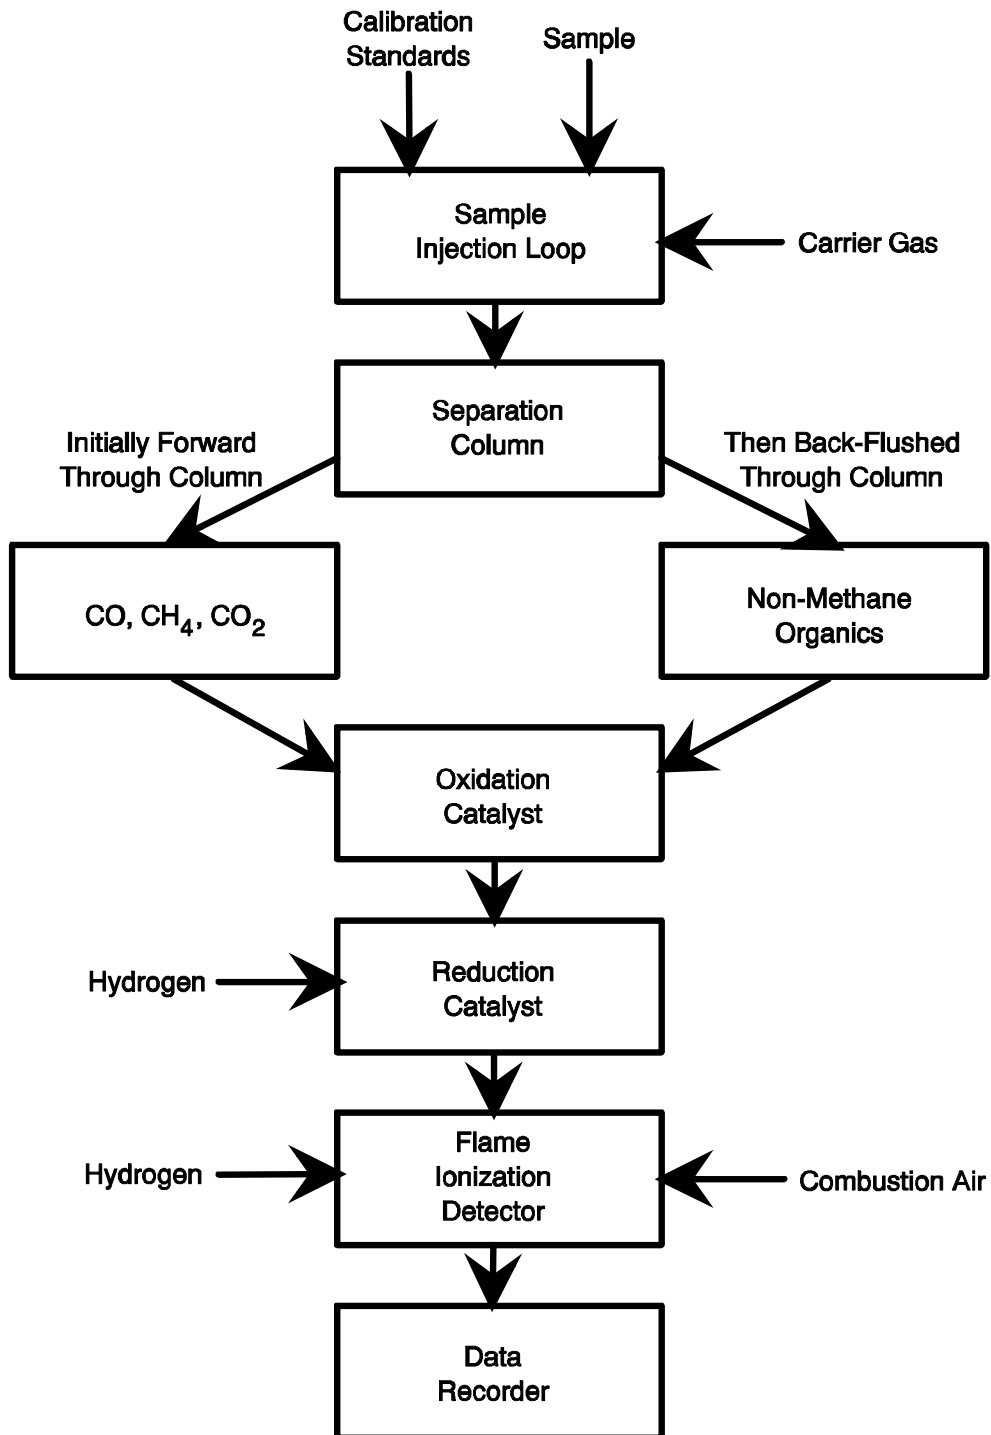 Calibration
Standards
Sample
Sample
Injection Loop
Carrier Gas
Separation
Column
Initially Forward
Through Column
Then Back-Flushed
Through Column
CO, CH4, CO2
Non-Methane
Organics
Oxidation
Catalyst
Hydrogen
Reduction
Catalyst
Hydrogen
Flame
Ionization
Detector
Combustion Air
Data
Recorder